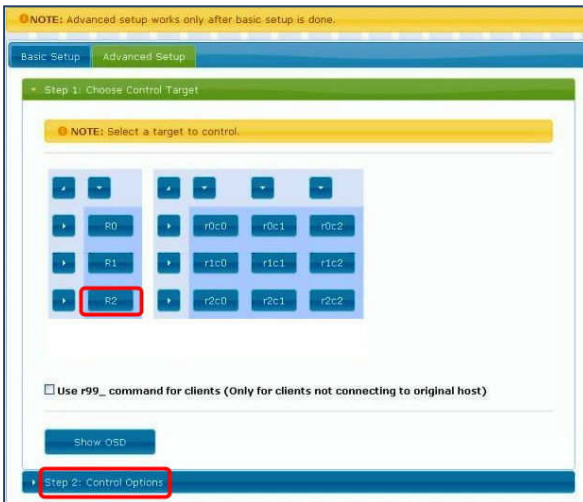 NOTE: Advanced setup works only after basic setup is done.
Basic Setup Advanced Setup
Step 1: Choose Control Target
NOTE: Select a target to control.
R0 r0c0 r0c1 r0c2
R1 r1c0 r1c1 r1c2
R2 r2c0 r2c1 r2c2
Use r99_ command for clients (Only for clients not connecting to original host)
Show OSD
Step 2: Control Options